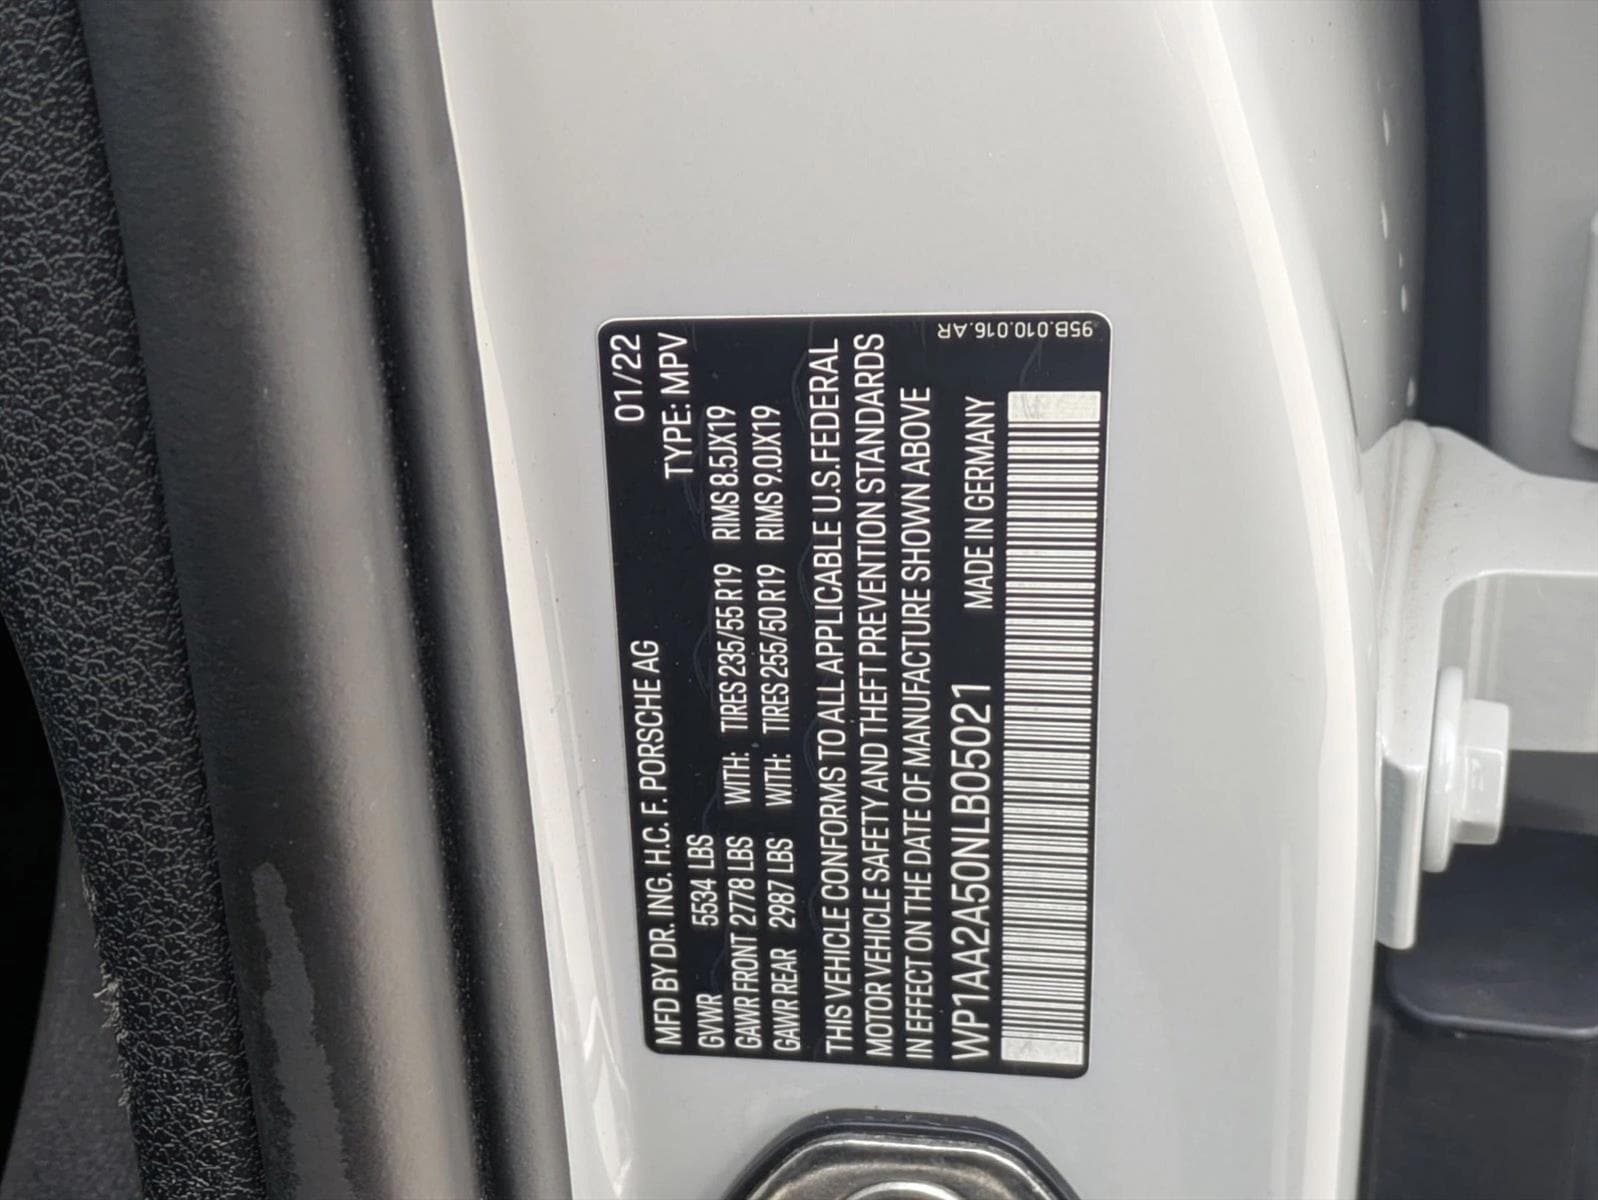 MFD BY DR. ING. H.C. F. PORSCHE AG 01/22
TYPE: MPV
GVWR 5534 LBS
GAWR FRONT 2778 LBS WITH: TIRES 235/55 R19 RIMS 8.5JX19
GAWR REAR 2987 LBS WITH: TIRES 255/50 R19 RIMS 9.0JX19
THIS VEHICLE CONFORMS TO ALL APPLICABLE U.S. FEDERAL
MOTOR VEHICLE SAFETY AND THEFT PREVENTION STANDARDS
IN EFFECT ON THE DATE OF MANUFACTURE SHOWN ABOVE
WP1AA2A50NLB05021 MADE IN GERMANY
95B.010.016.AR